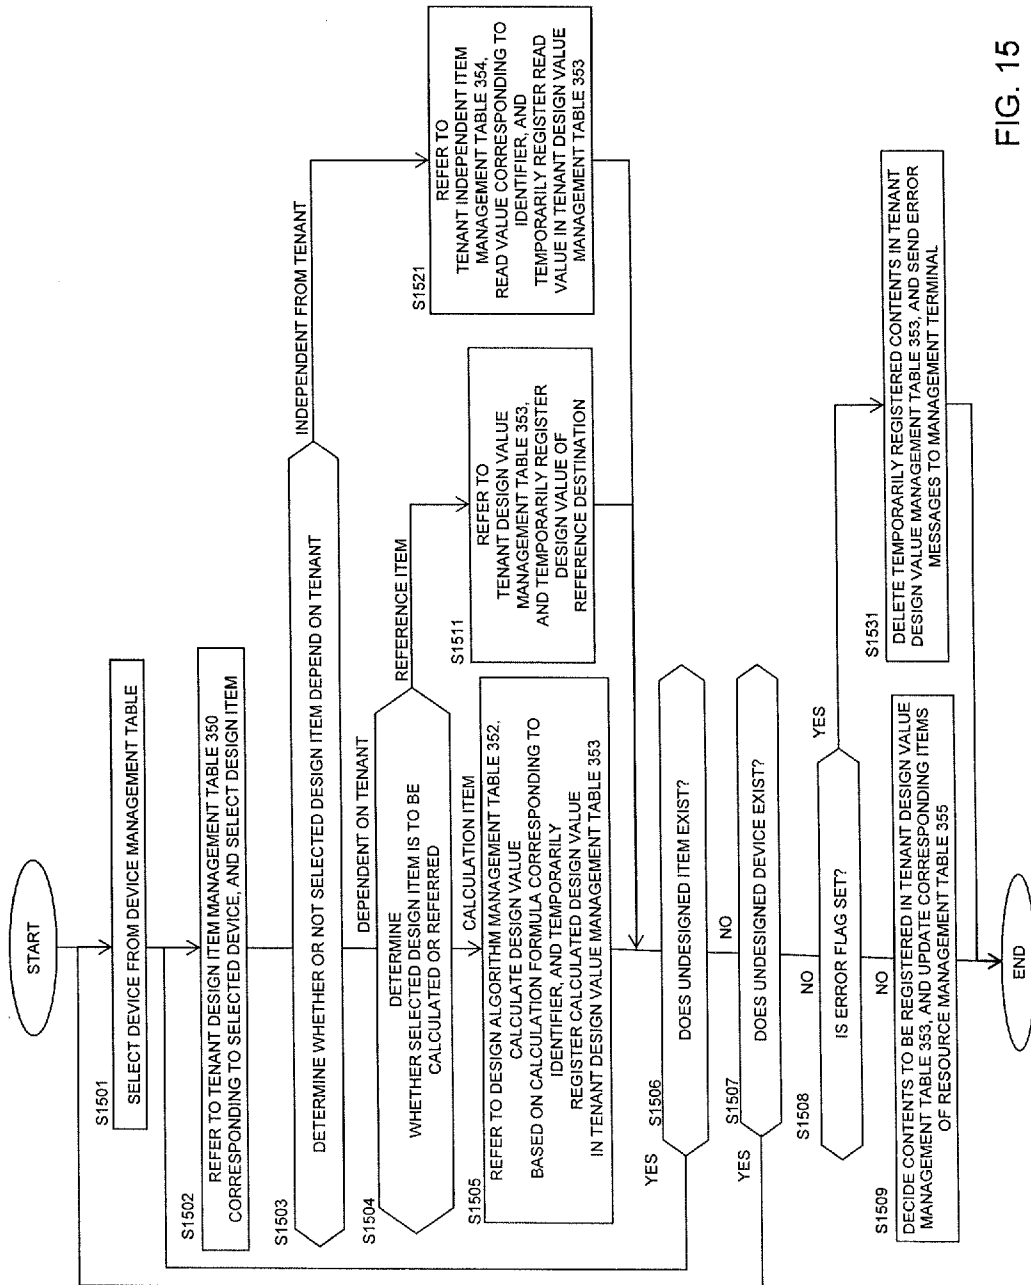 START
S1501
SELECT DEVICE FROM DEVICE MANAGEMENT TABLE
S1502
REFER TO TENANT DESIGN ITEM MANAGEMENT TABLE 350
CORRESPONDING TO SELECTED DEVICE, AND SELECT DESIGN ITEM
S1503
DETERMINE WHETHER OR NOT SELECTED DESIGN ITEM DEPEND ON TENANT
INDEPENDENT FROM TENANT
DEPENDENT ON TENANT
S1504
DETERMINE
WHETHER SELECTED DESIGN ITEM IS TO BE
CALCULATED OR REFERRED
REFERENCE ITEM
CALCULATION ITEM
S1505
REFER TO DESIGN ALGORITHM MANAGEMENT TABLE 352,
CALCULATE DESIGN VALUE
BASED ON CALCULATION FORMULA CORRESPONDING TO
IDENTIFIER, AND TEMPORARILY
REGISTER CALCULATED DESIGN VALUE
IN TENANT DESIGN VALUE MANAGEMENT TABLE 353
S1511
REFER TO
TENANT DESIGN VALUE
MANAGEMENT TABLE 353,
AND TEMPORARILY REGISTER
DESIGN VALUE OF
REFERENCE DESTINATION
S1521
REFER TO
TENANT INDEPENDENT ITEM
MANAGEMENT TABLE 354,
READ VALUE CORRESPONDING TO
IDENTIFIER, AND
TEMPORARILY REGISTER READ
VALUE IN TENANT DESIGN VALUE
MANAGEMENT TABLE 353
YES
S1506
DOES UNDESIGNED ITEM EXIST?
NO
YES
S1507
DOES UNDESIGNED DEVICE EXIST?
NO
S1508
IS ERROR FLAG SET?
YES
NO
S1509
DECIDE CONTENTS TO BE REGISTERED IN TENANT DESIGN VALUE
MANAGEMENT TABLE 353, AND UPDATE CORRESPONDING ITEMS
OF RESOURCE MANAGEMENT TABLE 355
S1531
DELETE TEMPORARILY REGISTERED CONTENTS IN TENANT
DESIGN VALUE MANAGEMENT TABLE 353, AND SEND ERROR
MESSAGES TO MANAGEMENT TERMINAL
END
FIG. 15